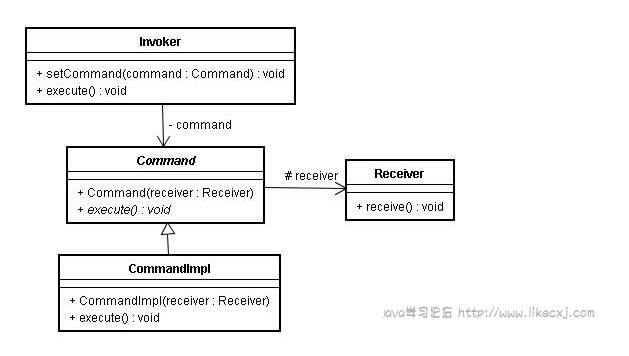 Invoker
+ setCommand(command : Command) : void
+ execute() : void
- command
Command
+ Command(receiver : Receiver)
+ execute() : void
# receiver
Receiver
+ receive() : void
CommandImpl
+ CommandImpl(receiver : Receiver)
+ execute() : void
java学习论坛 http://www.likecxj.com